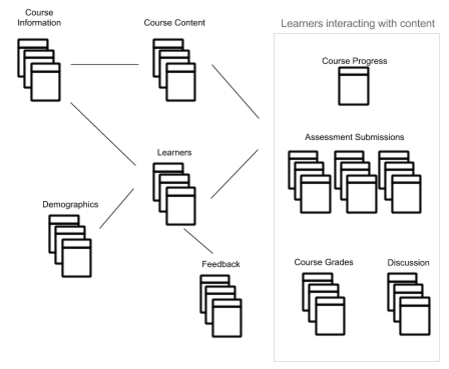 Course
Information
Course Content
Learners interacting with content
Course Progress
Assessment Submissions
Learners
Demographics
Feedback
Course Grades
Discussion